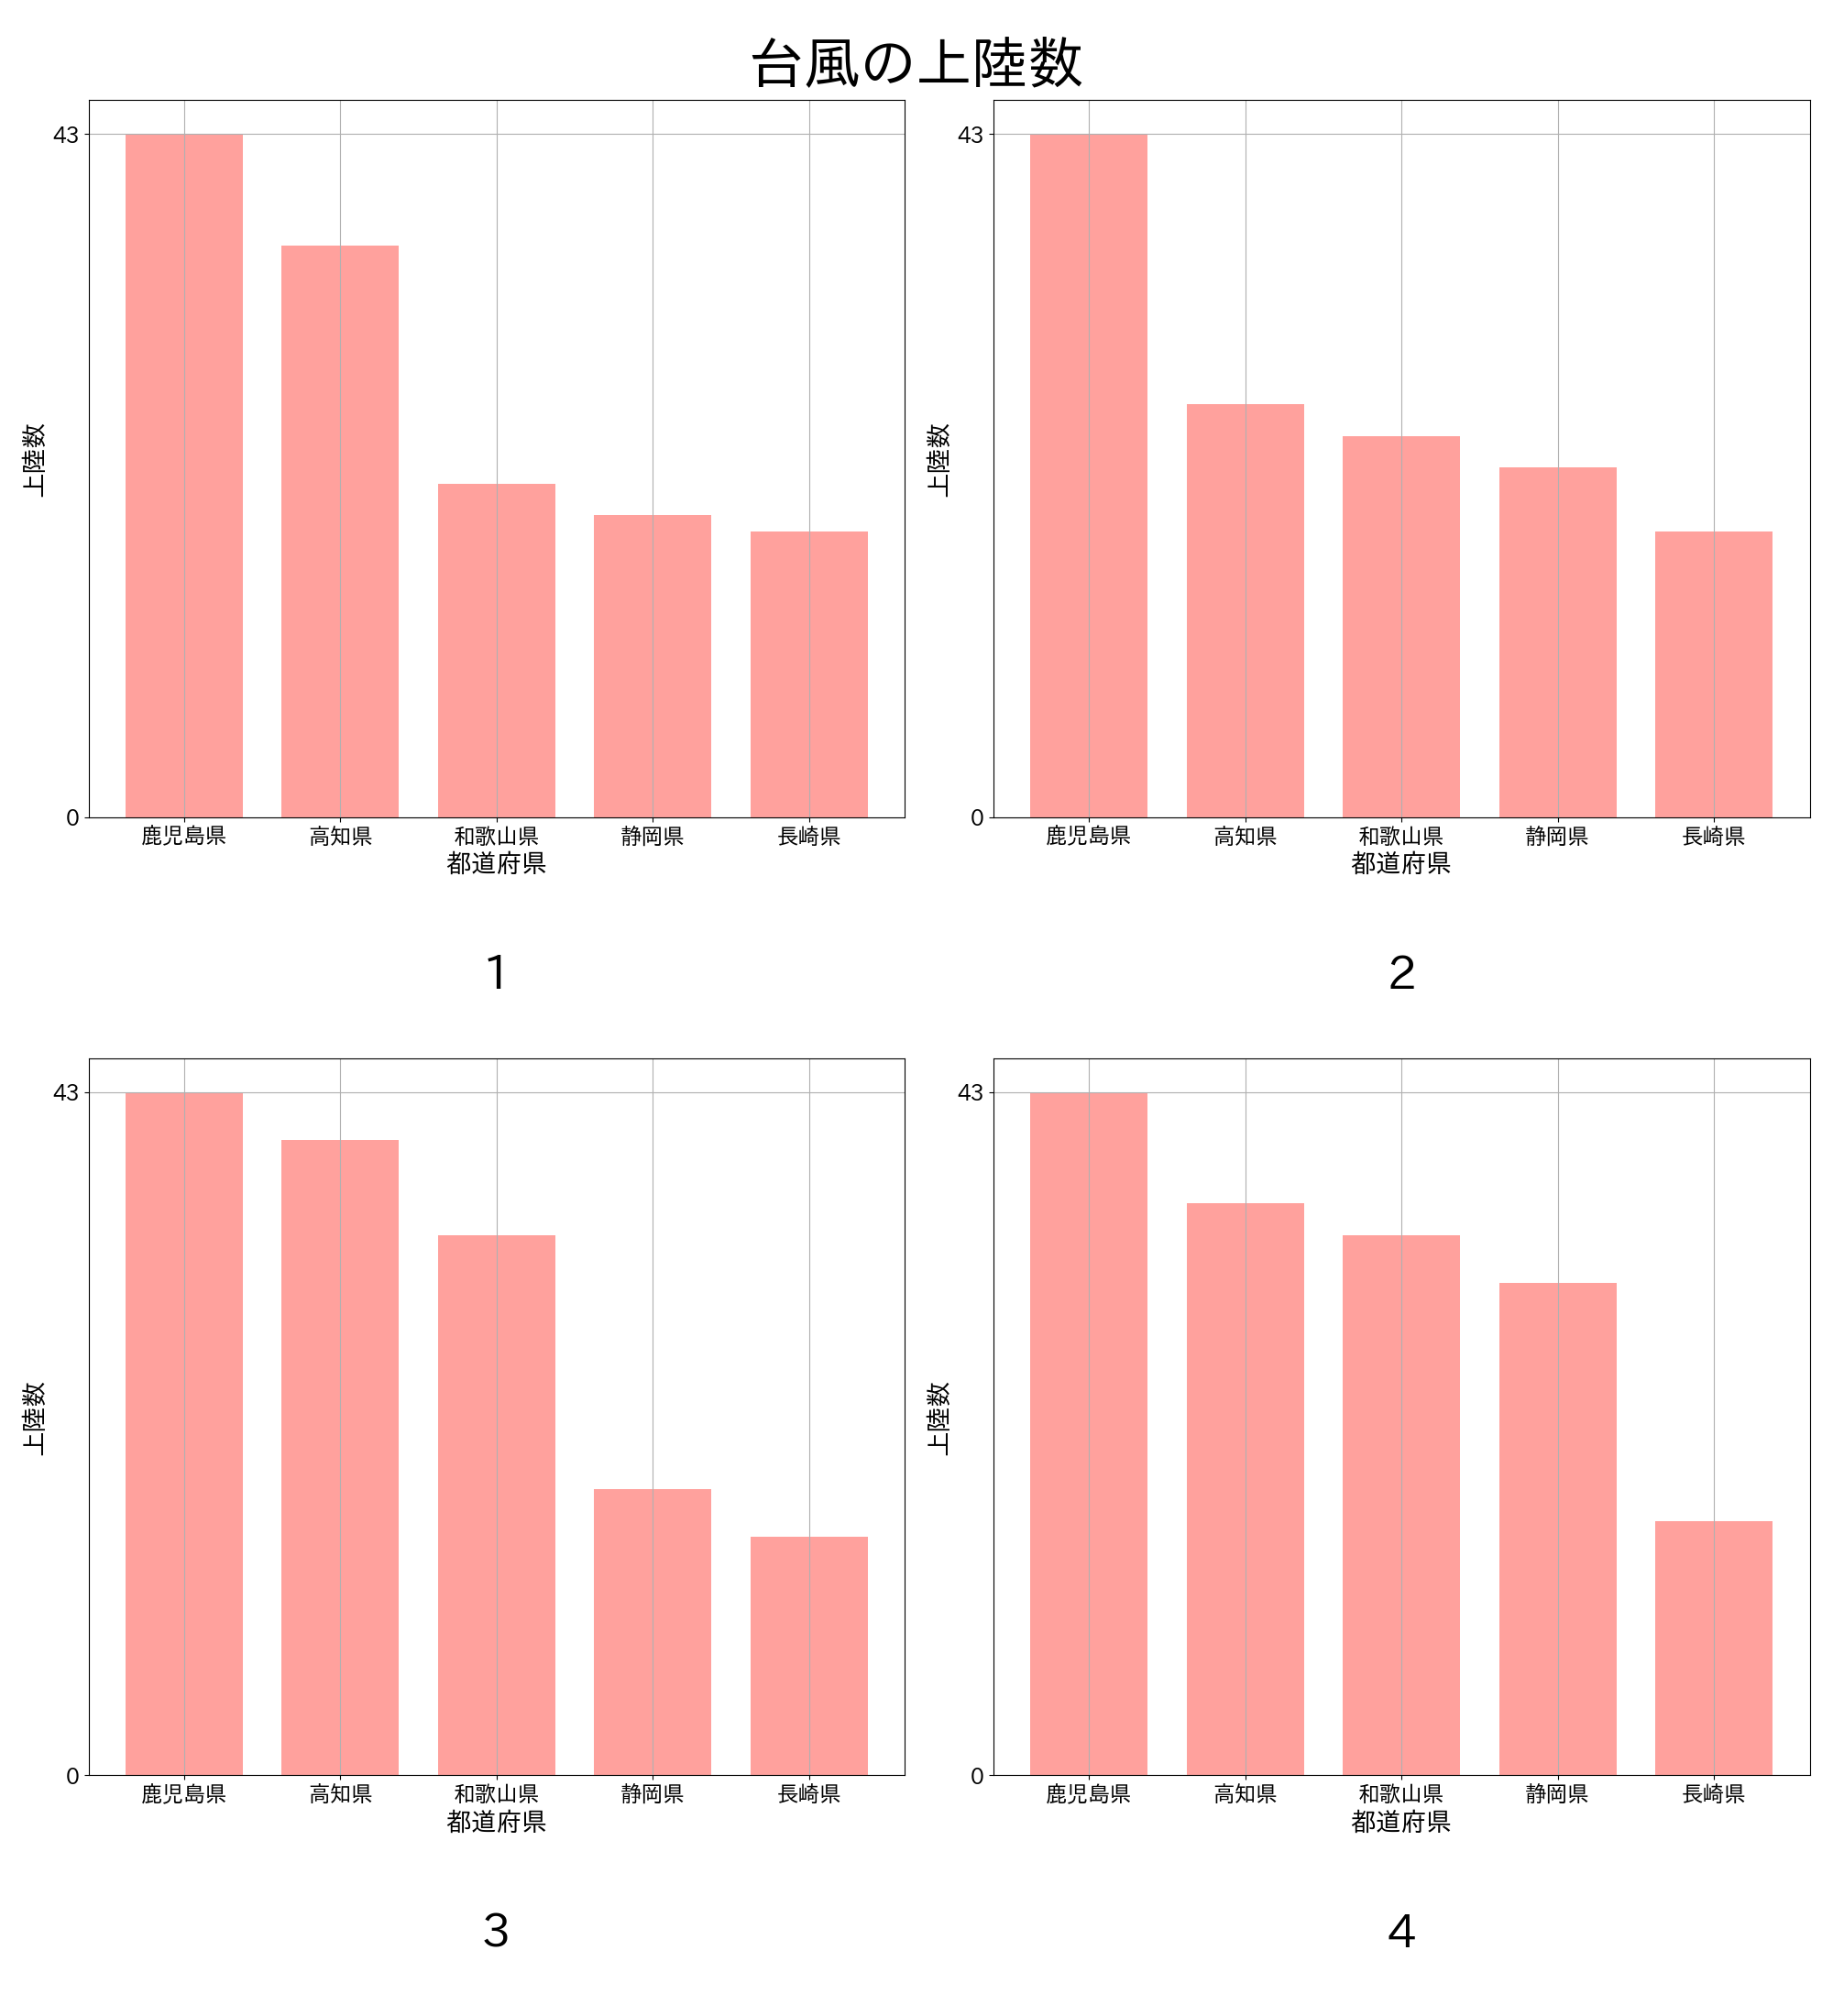 台風の上陸数
43
上陸数
0
鹿児島県 高知県 和歌山県 静岡県 長崎県
都道府県
1
43
上陸数
0
鹿児島県 高知県 和歌山県 静岡県 長崎県
都道府県
2
43
上陸数
0
鹿児島県 高知県 和歌山県 静岡県 長崎県
都道府県
3
43
上陸数
0
鹿児島県 高知県 和歌山県 静岡県 長崎県
都道府県
4